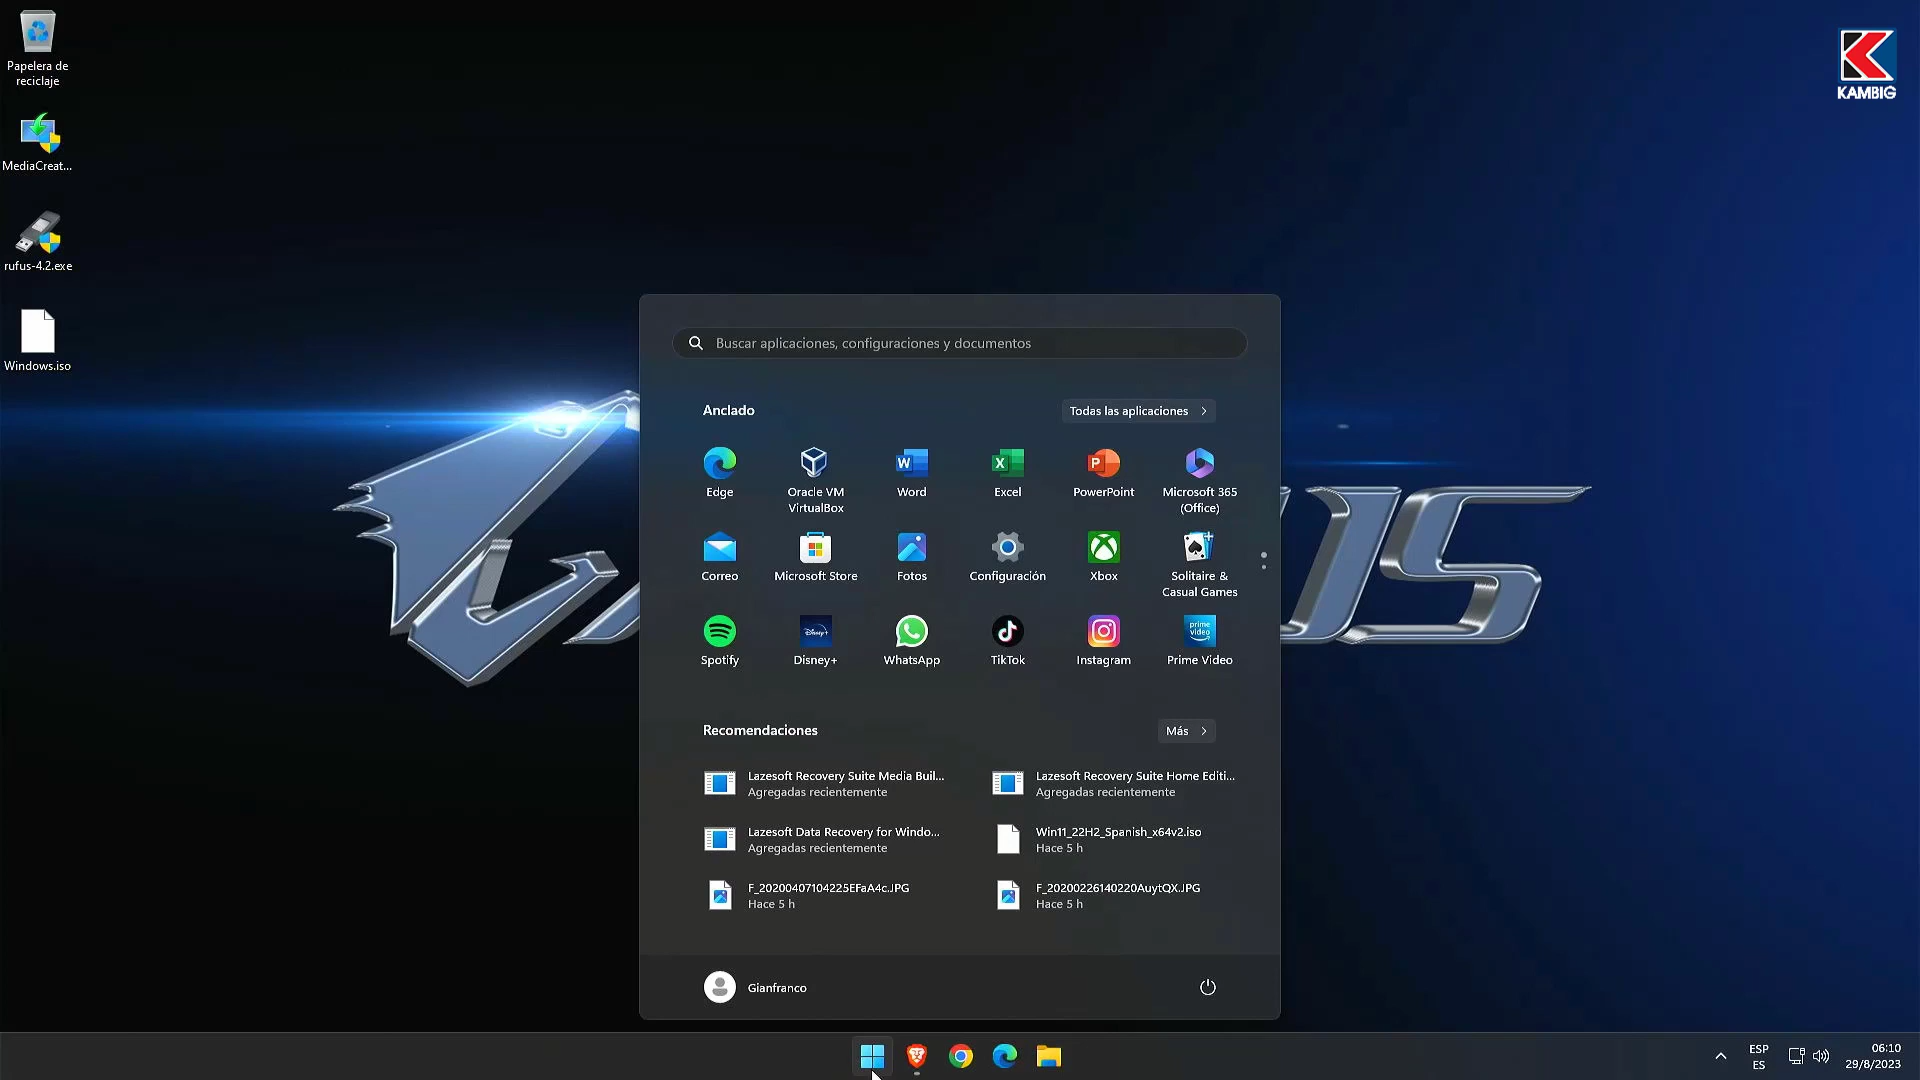 Papelera de
reciclaje
MediaCreat...
rufus-4.2.exe
Windows.iso
KAMBIG
Buscar aplicaciones, configuraciones y documentos
Anclado
Todas las aplicaciones
Edge
Oracle VM
VirtualBox
Word
Excel
PowerPoint
Microsoft 365
(Office)
Correo
Microsoft Store
Fotos
Configuración
Xbox
Solitaire &
Casual Games
Disney+
prime
video
Spotify
Disney+
WhatsApp
TikTok
Instagram
Prime Video
Recomendaciones
Más
Lazesoft Recovery Suite Media Buil...
Agregadas recientemente
Lazesoft Recovery Suite Home Editi...
Agregadas recientemente
Lazesoft Data Recovery for Windo...
Agregadas recientemente
Win11_22H2_Spanish_x64v2.iso
Hace 5 h
F_20200407104225EFaA4c.JPG
Hace 5 h
F_20200226140220AuytQX.JPG
Hace 5 h
Gianfranco
ESP
ES
06:10
29/8/2023